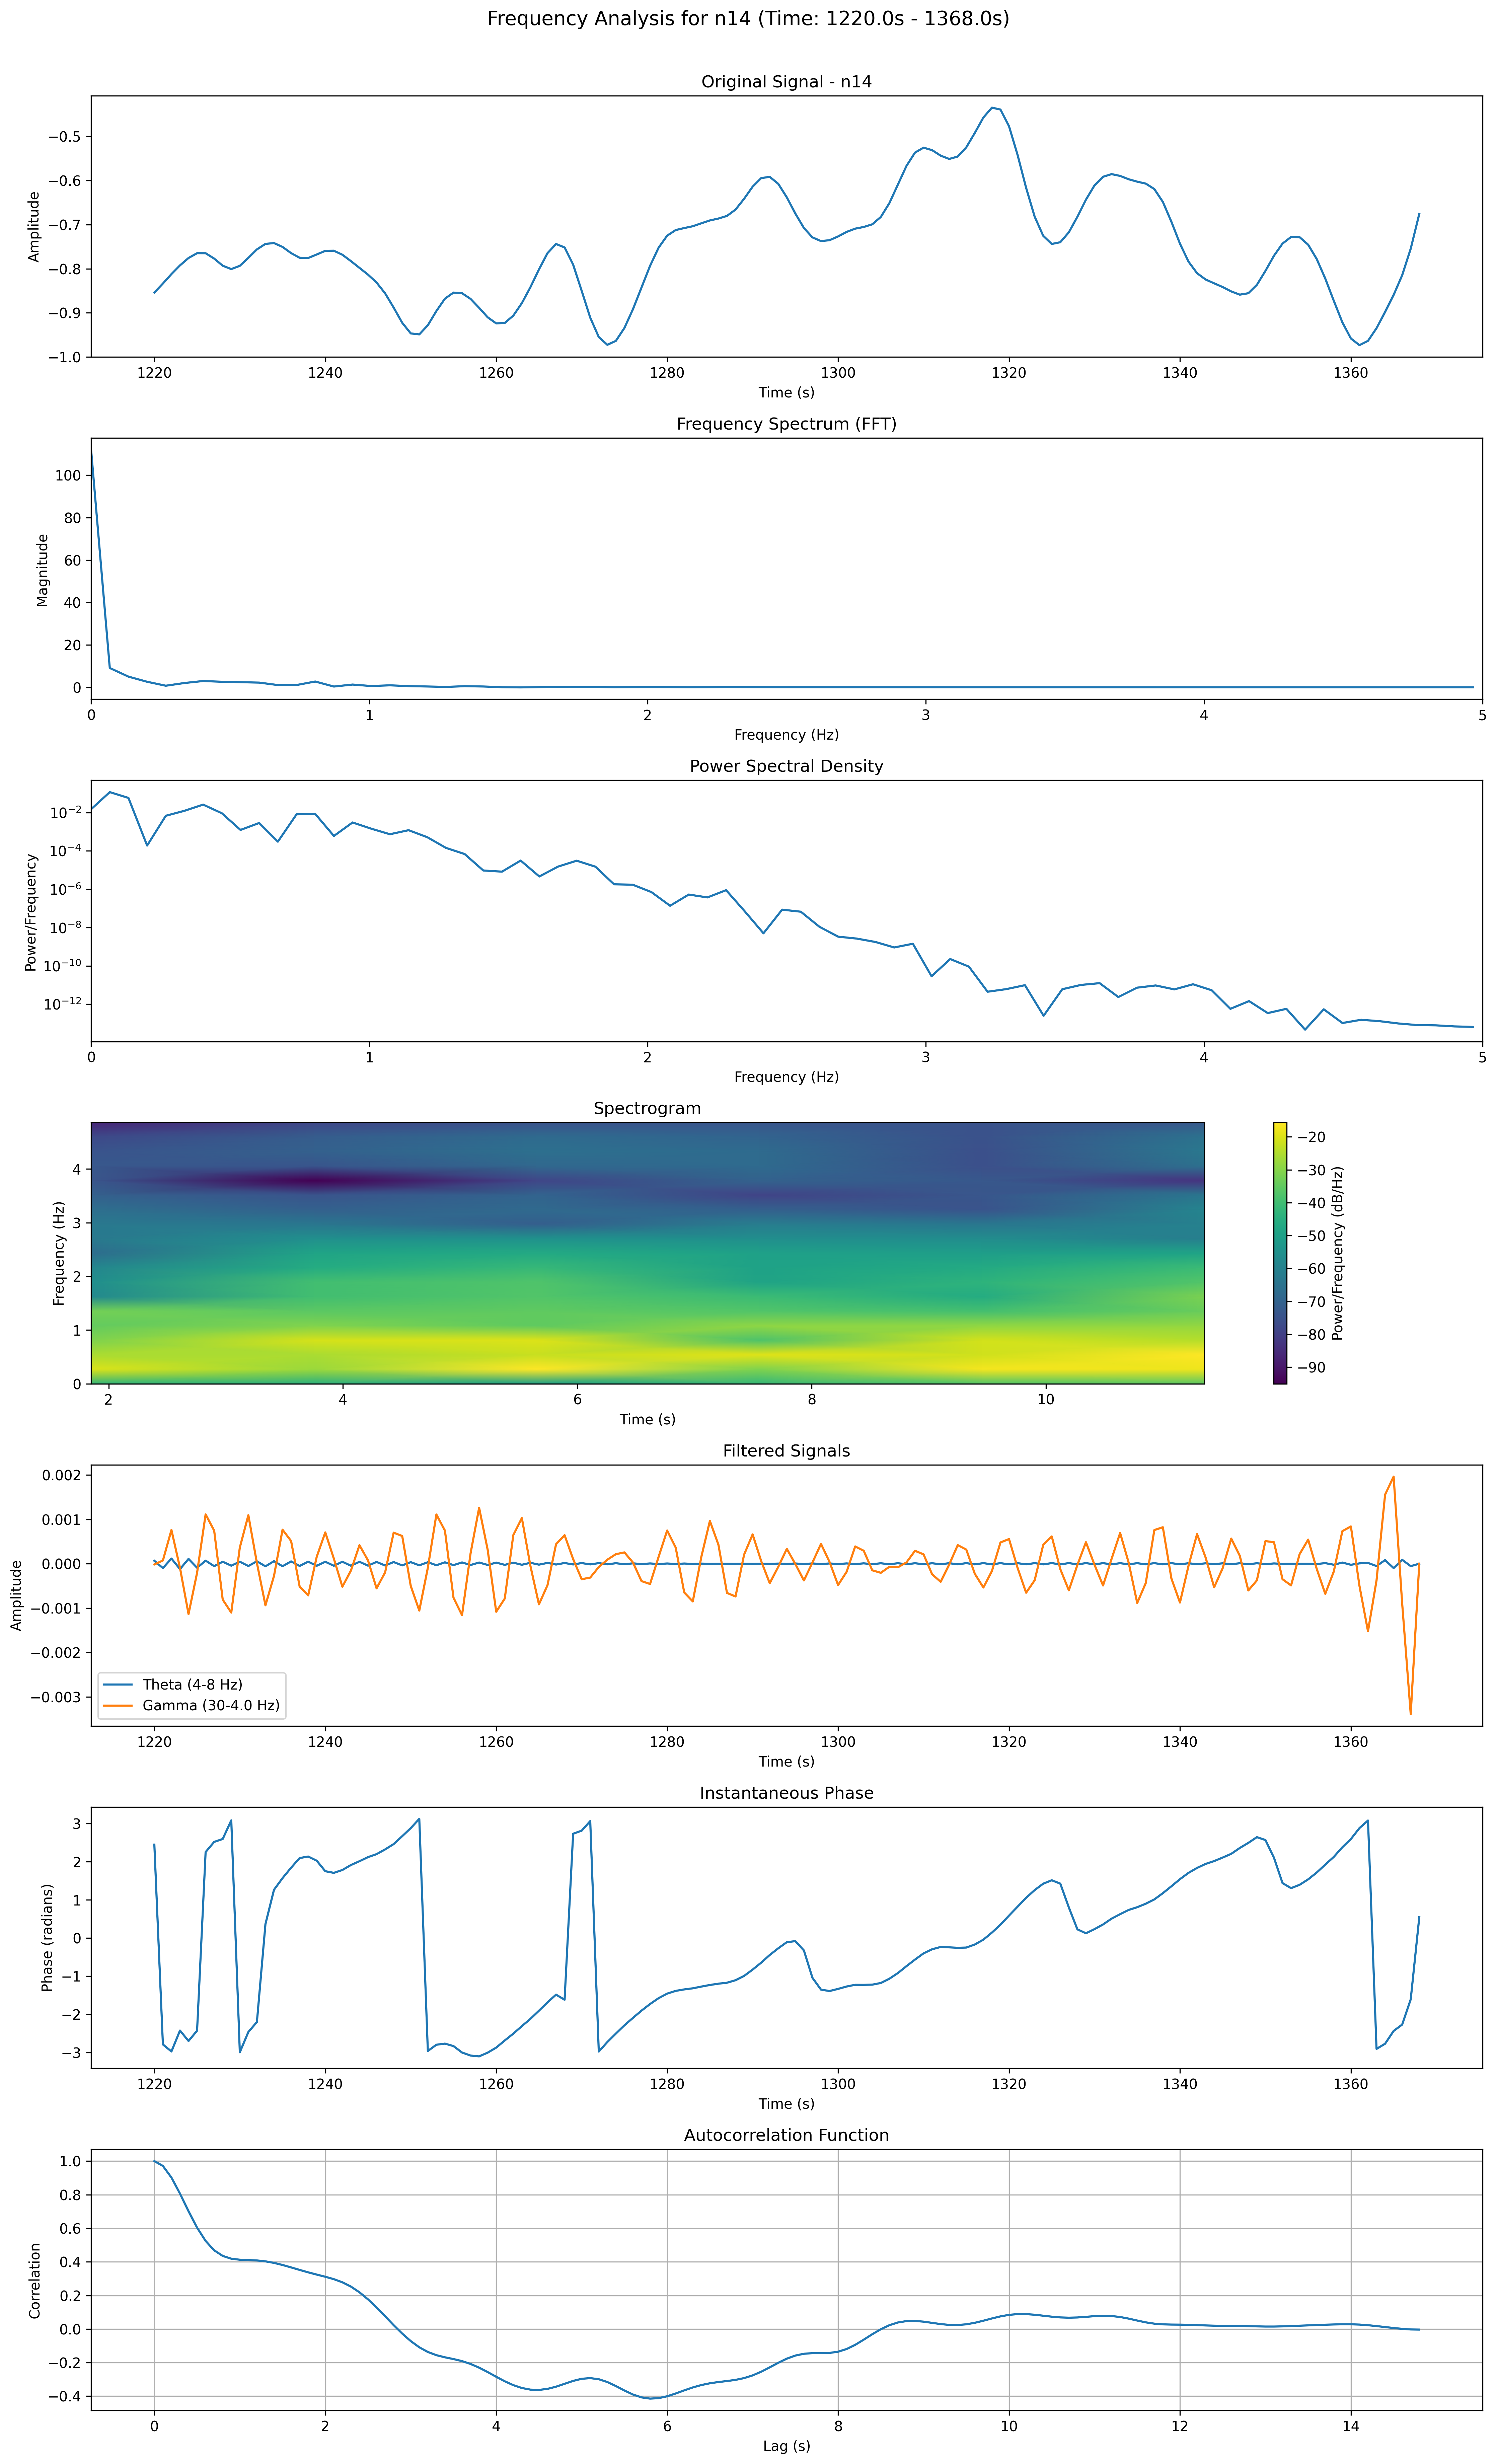 Frequency Analysis for n14 (Time: 1220.0s - 1368.0s)
Original Signal - n14
Amplitude
−0.5
−0.6
−0.7
−0.8
−0.9
−1.0
1220 1240 1260 1280 1300 1320 1340 1360
Time (s)
Frequency Spectrum (FFT)
Magnitude
100
80
60
40
20
0
0 1 2 3 4 5
Frequency (Hz)
Power Spectral Density
Power/Frequency
10⁻²
10⁻⁴
10⁻⁶
10⁻⁸
10⁻¹⁰
10⁻¹²
0 1 2 3 4 5
Frequency (Hz)
Spectrogram
Frequency (Hz)
4
3
2
1
0
2 4 6 8 10
Time (s)
−20
−30
−40
−50
−60
−70
−80
−90
Power/Frequency (dB/Hz)
Filtered Signals
Amplitude
0.002
0.001
0.000
−0.001
−0.002
−0.003
Theta (4-8 Hz)
Gamma (30-4.0 Hz)
1220 1240 1260 1280 1300 1320 1340 1360
Time (s)
Instantaneous Phase
Phase (radians)
3
2
1
0
−1
−2
−3
1220 1240 1260 1280 1300 1320 1340 1360
Time (s)
Autocorrelation Function
Correlation
1.0
0.8
0.6
0.4
0.2
0.0
−0.2
−0.4
0 2 4 6 8 10 12 14
Lag (s)